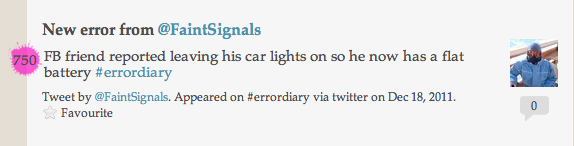 New error from @FaintSignals
750
FB friend reported leaving his car lights on so he now has a flat
battery #errordiary
Tweet by @FaintSignals. Appeared on #errordiary via twitter on Dec 18, 2011.
Favourite
0